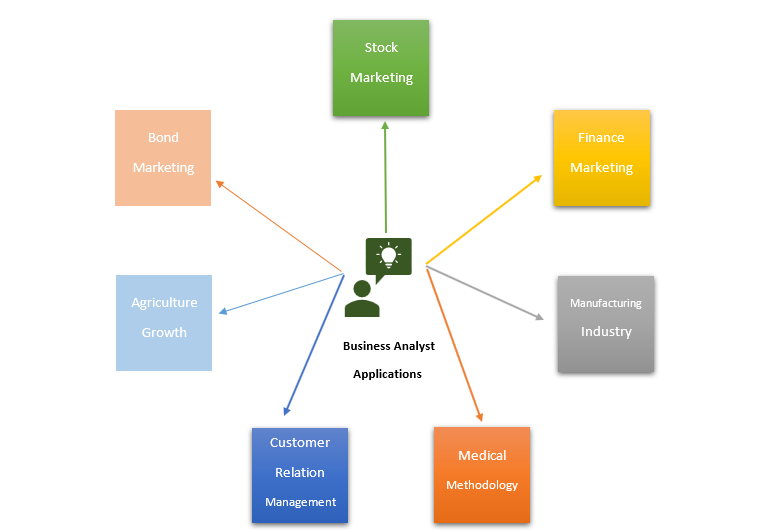 Stock
Marketing
Bond
Marketing
Finance
Marketing
Agriculture
Growth
Manufacturing
Industry
Business Analyst
Applications
Customer
Relation
Management
Medical
Methodology